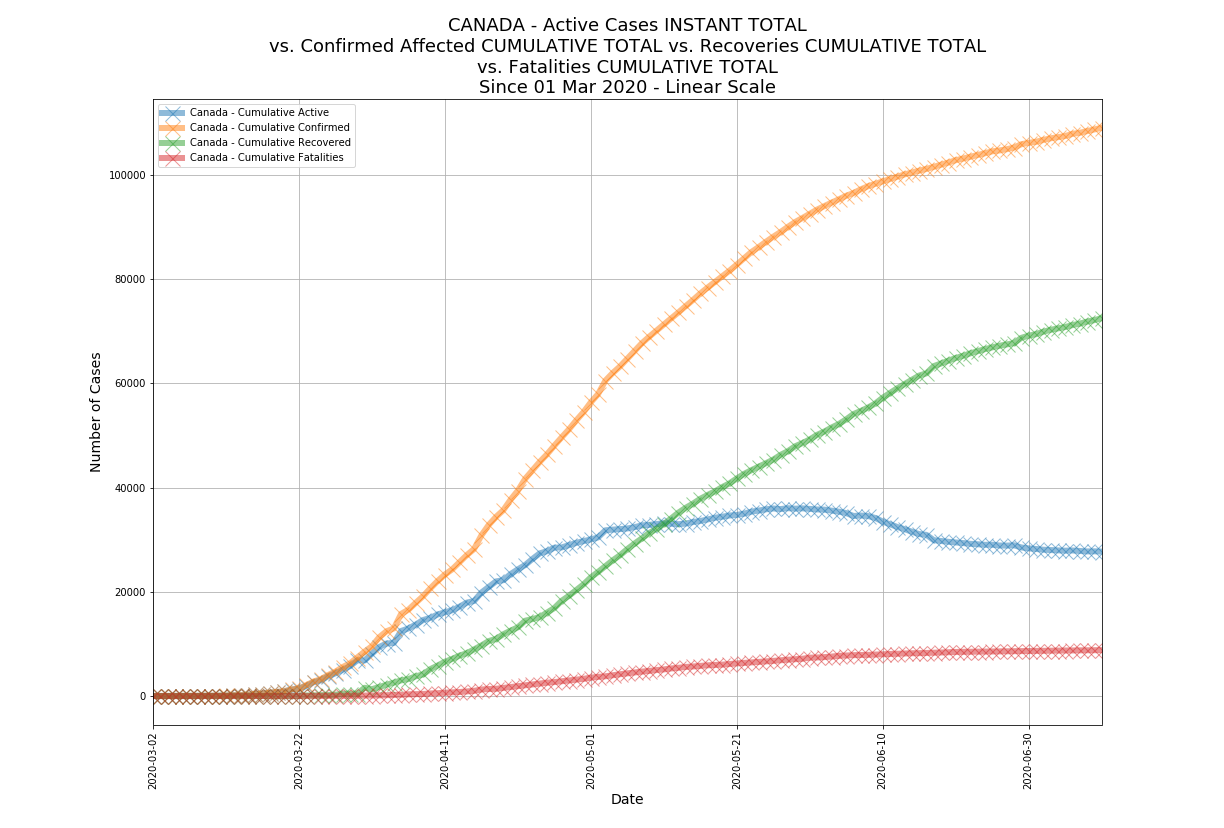 CANADA - Active Cases INSTANT TOTAL
vs. Confirmed Affected CUMULATIVE TOTAL vs. Recoveries CUMULATIVE TOTAL
vs. Fatalities CUMULATIVE TOTAL
Since 01 Mar 2020 - Linear Scale
Canada - Cumulative Active
Canada - Cumulative Confirmed
Canada - Cumulative Recovered
Canada - Cumulative Fatalities
Number of Cases
100000
80000
60000
40000
20000
0
2020-03-02
2020-03-22
2020-04-11
2020-05-01
2020-05-21
2020-06-10
2020-06-30
Date